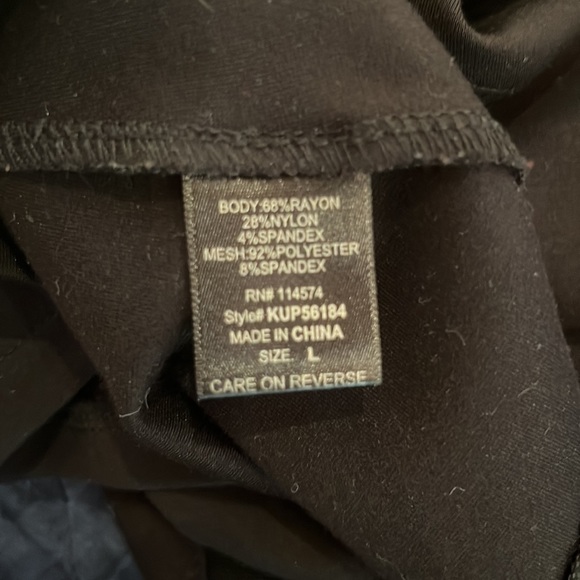 BODY:68%RAYON
28%NYLON
4%SPANDEX
MESH:92%POLYESTER
8%SPANDEX
RN# 114574
Style# KUP56184
MADE IN CHINA
SIZE. L
CARE ON REVERSE